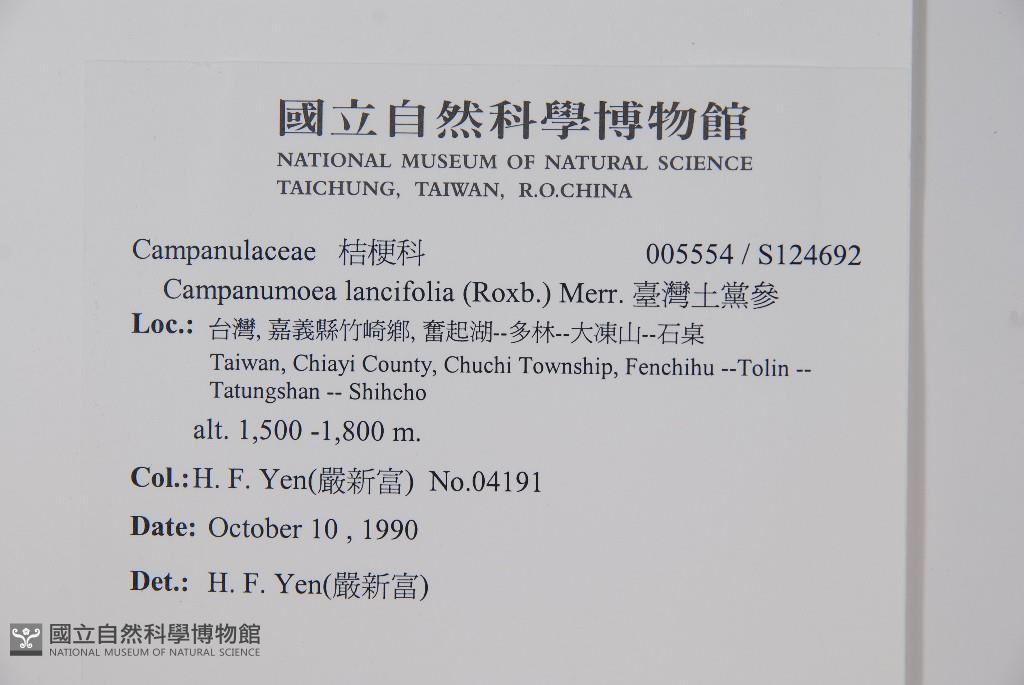 國立自然科學博物館
NATIONAL MUSEUM OF NATURAL SCIENCE
TAICHUNG, TAIWAN, R.O.CHINA
Campanulaceae 桔梗科 005554 / S124692
Campanumoea lancifolia (Roxb.) Merr. 臺灣土黨參
Loc.: 台灣, 嘉義縣竹崎鄉, 奮起湖--多林--大凍山--石桌
Taiwan, Chiayi County, Chuchi Township, Fenchihu --Tolin --
Tatungshan -- Shihcho
alt. 1,500 -1,800 m.
Col.: H. F. Yen(嚴新富) No.04191
Date: October 10 , 1990
Det.: H. F. Yen(嚴新富)
國立自然科學博物館
NATIONAL MUSEUM OF NATURAL SCIENCE